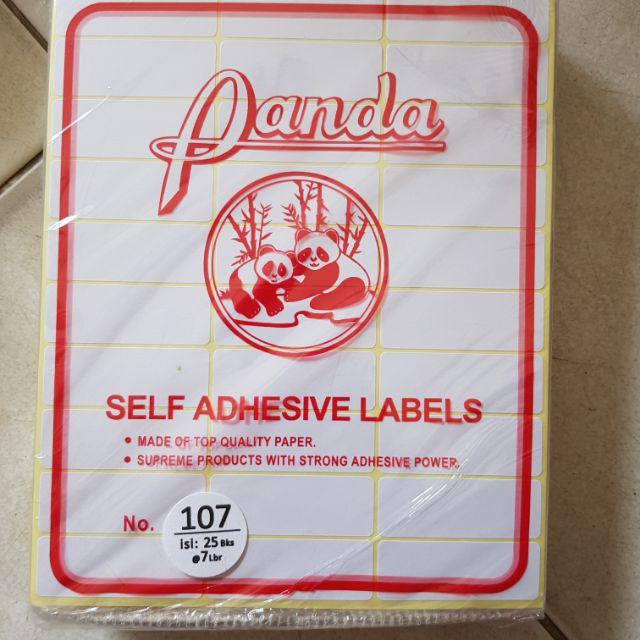 Panda
SELF ADHESIVE LABELS
• MADE OF TOP QUALITY PAPER.
• SUPREME PRODUCTS WITH STRONG ADHESIVE POWER.
No. 107
Isi: 25 Bks
@7 Lbr